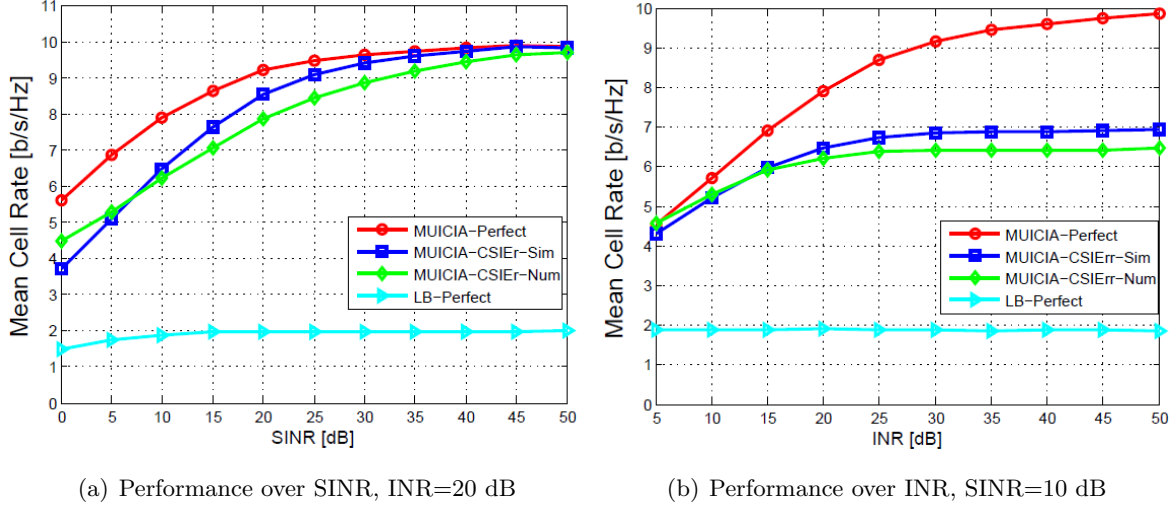 11
10
9
8
7
6
5
4
3
2
1
0
Mean Cell Rate [b/s/Hz]
MUICIA-Perfect
MUICIA-CSIEr-Sim
MUICIA-CSIEr-Num
LB-Perfect
0 5 10 15 20 25 30 35 40 45 50
SINR [dB]
(a) Performance over SINR, INR=20 dB
10
9
8
7
6
5
4
3
2
1
0
Mean Cell Rate [b/s/Hz]
MUICIA-Perfect
MUICIA-CSIErr-Sim
MUICIA-CSIErr-Num
LB-Perfect
5 10 15 20 25 30 35 40 45 50
INR [dB]
(b) Performance over INR, SINR=10 dB